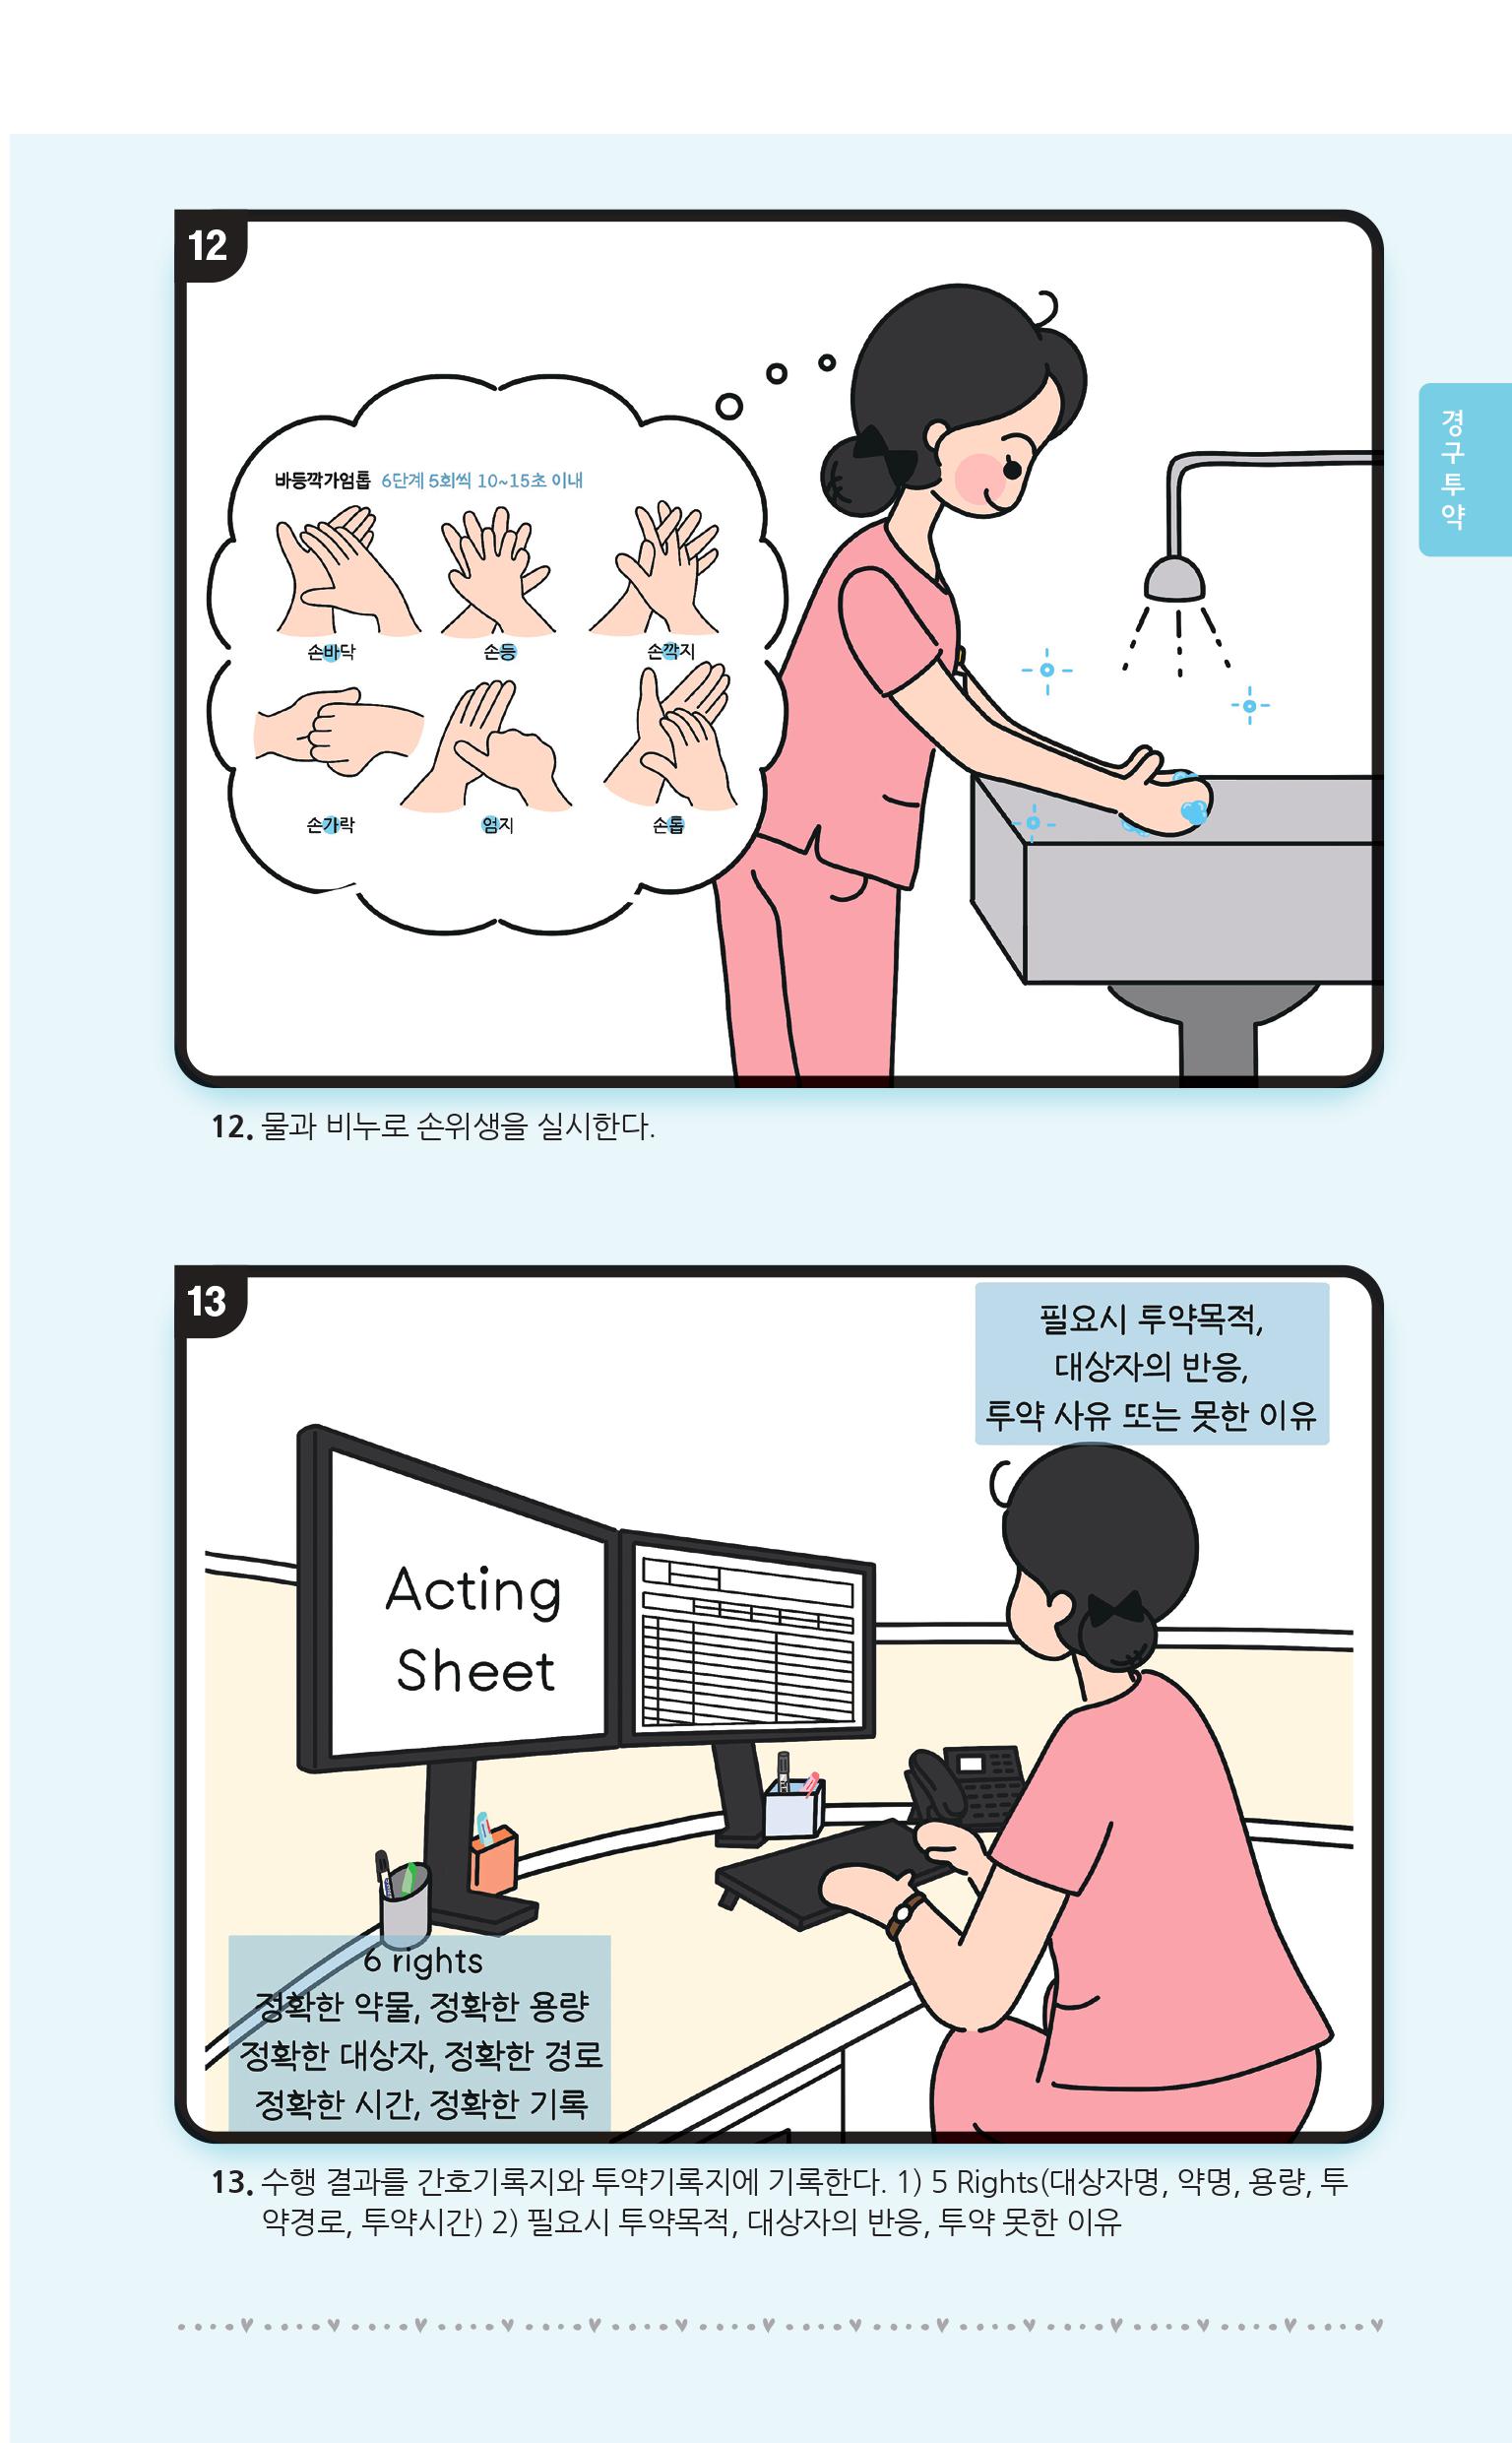 12
바등깍가엄톱 6단계 5회씩 10~15초 이내
손바닥 손등 손깍지
손가락 엄지 손톱
경구투약
12. 물과 비누로 손위생을 실시한다.
13
필요시 투약목적,
대상자의 반응,
투약 사유 또는 못한 이유
Acting
Sheet
6 rights
정확한 약물, 정확한 용량
정확한 대상자, 정확한 경로
정확한 시간, 정확한 기록
13. 수행 결과를 간호기록지와 투약기록지에 기록한다. 1) 5 Rights(대상자명, 약명, 용량, 투
약경로, 투약시간) 2) 필요시 투약목적, 대상자의 반응, 투약 못한 이유